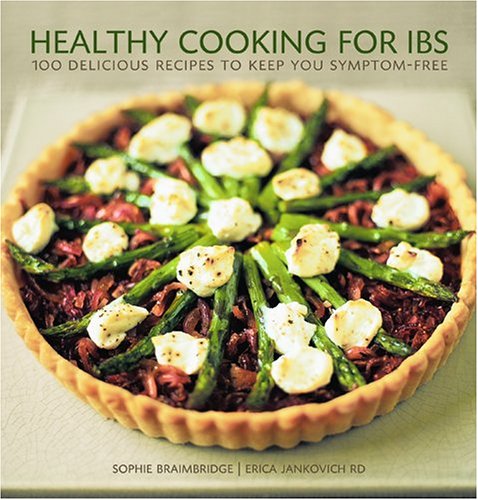 HEALTHY COOKING FOR IBS
100 DELICIOUS RECIPES TO KEEP YOU SYMPTOM-FREE
SOPHIE BRAIMBRIDGE | ERICA JANKOVICH RD